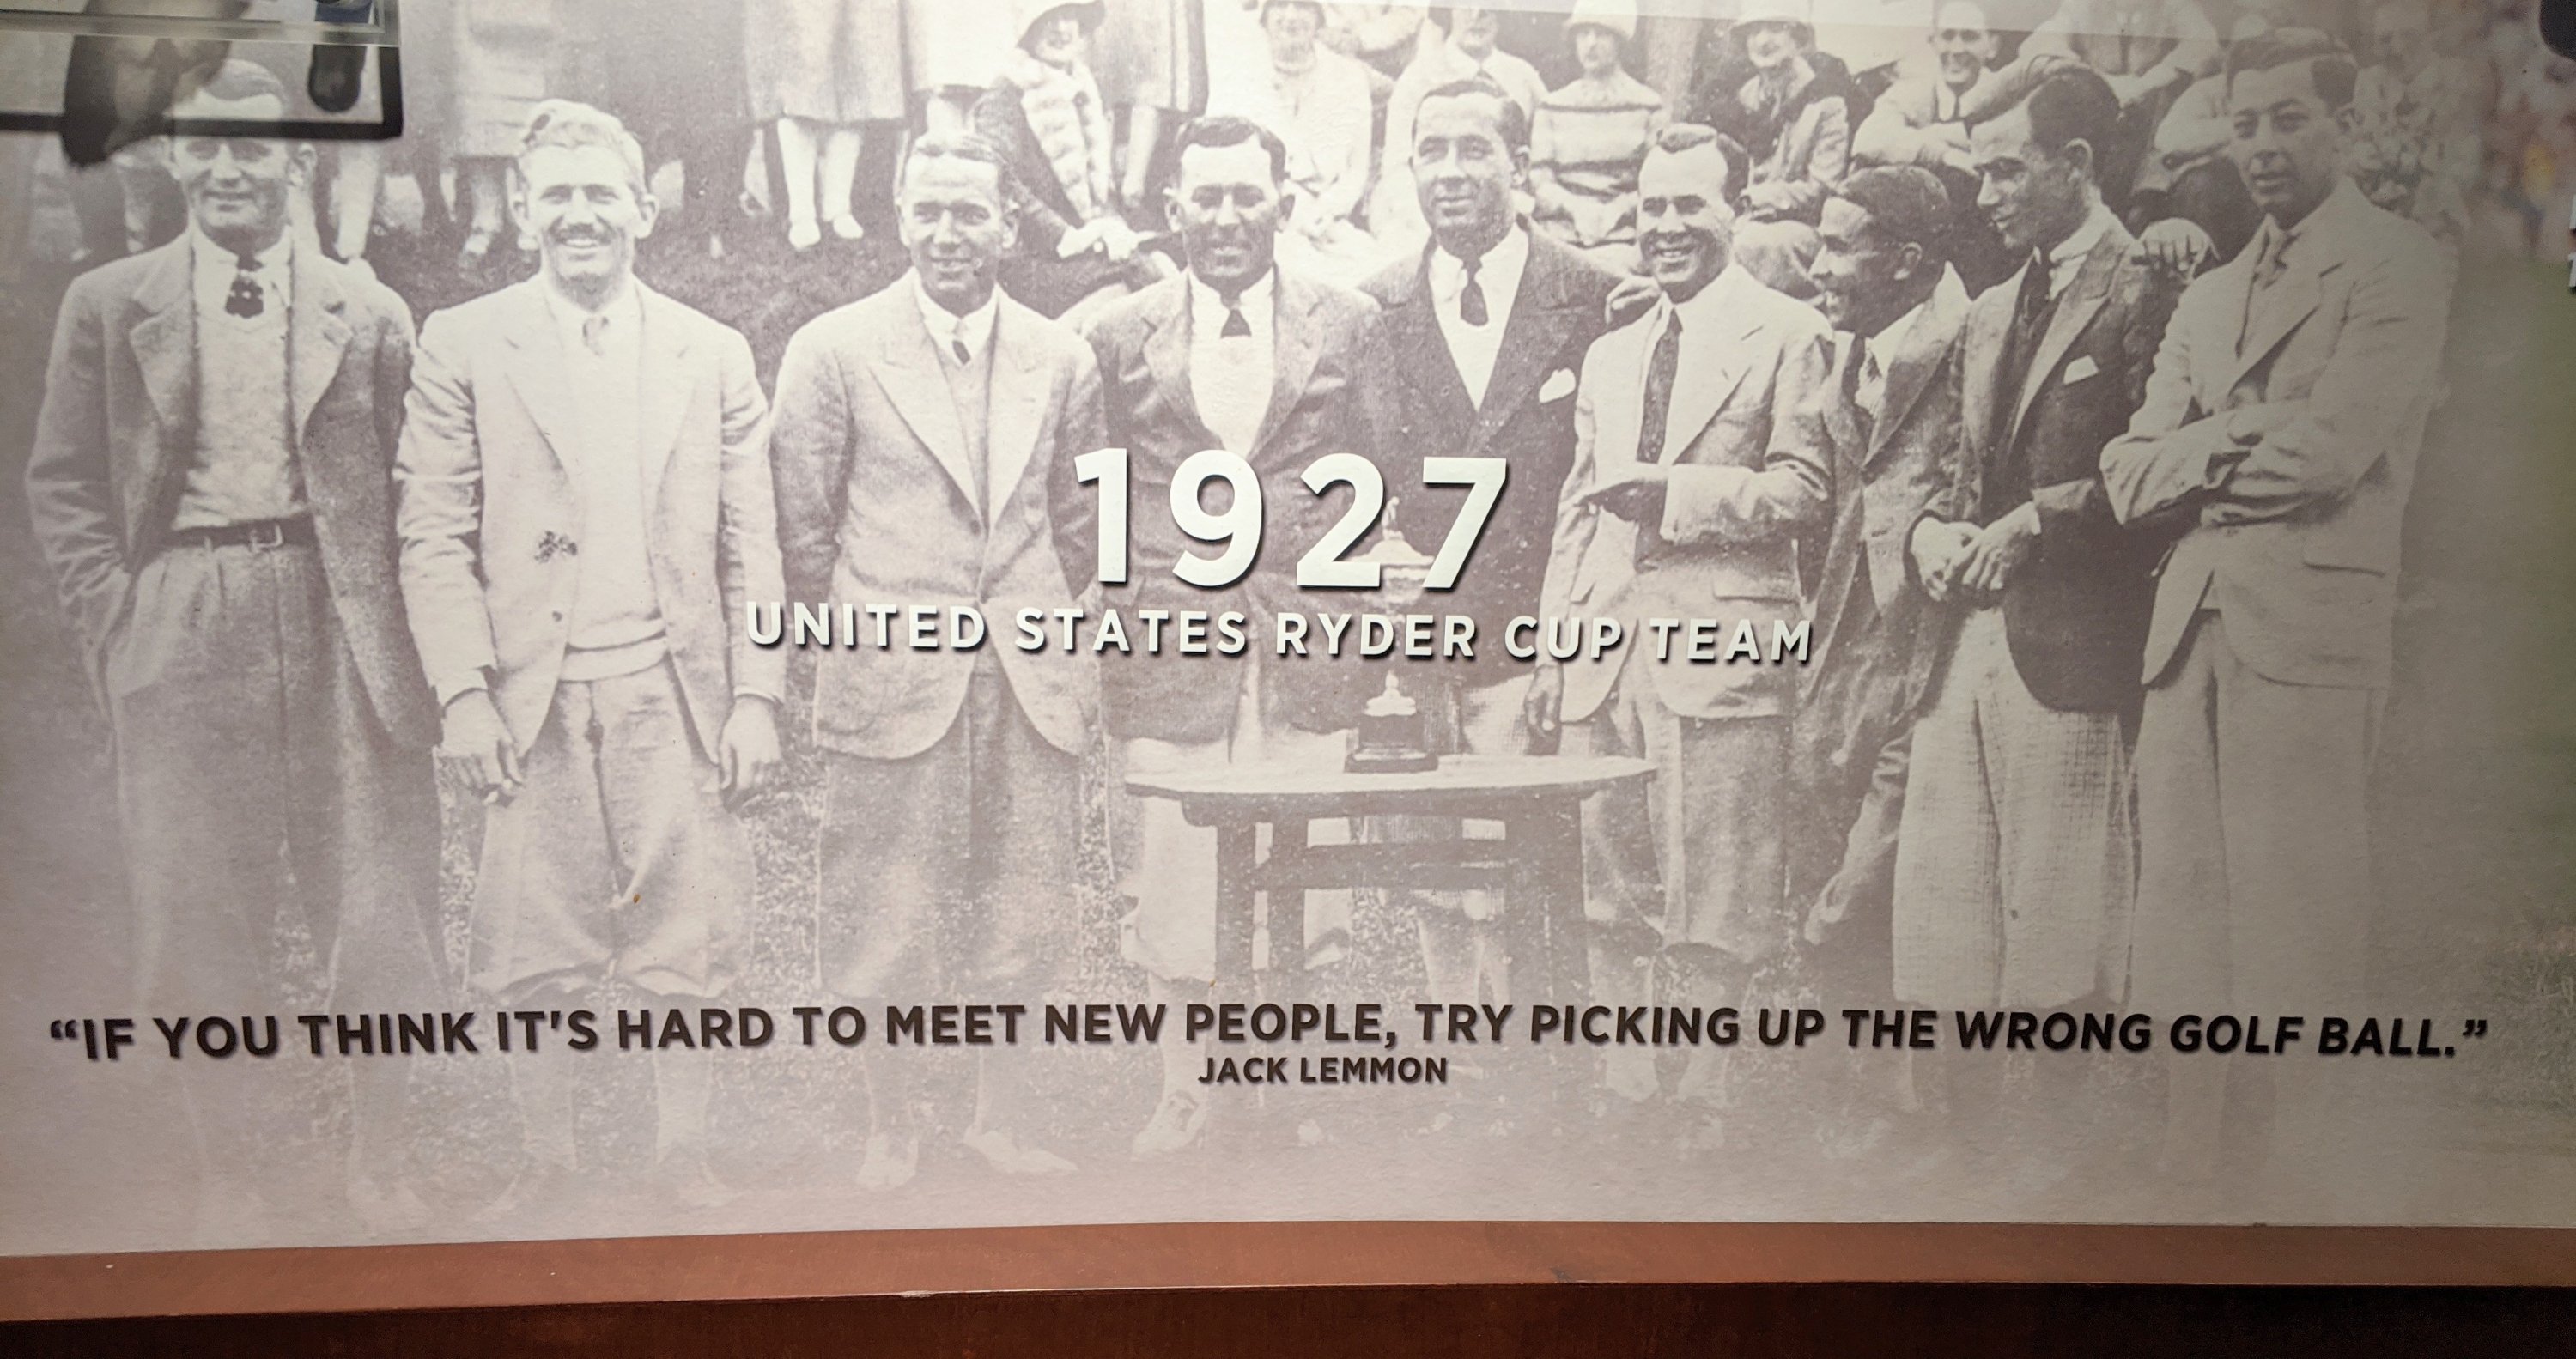 1927
UNITED STATES RYDER CUP TEAM
“IF YOU THINK IT'S HARD TO MEET NEW PEOPLE, TRY PICKING UP THE WRONG GOLF BALL.”
JACK LEMMON